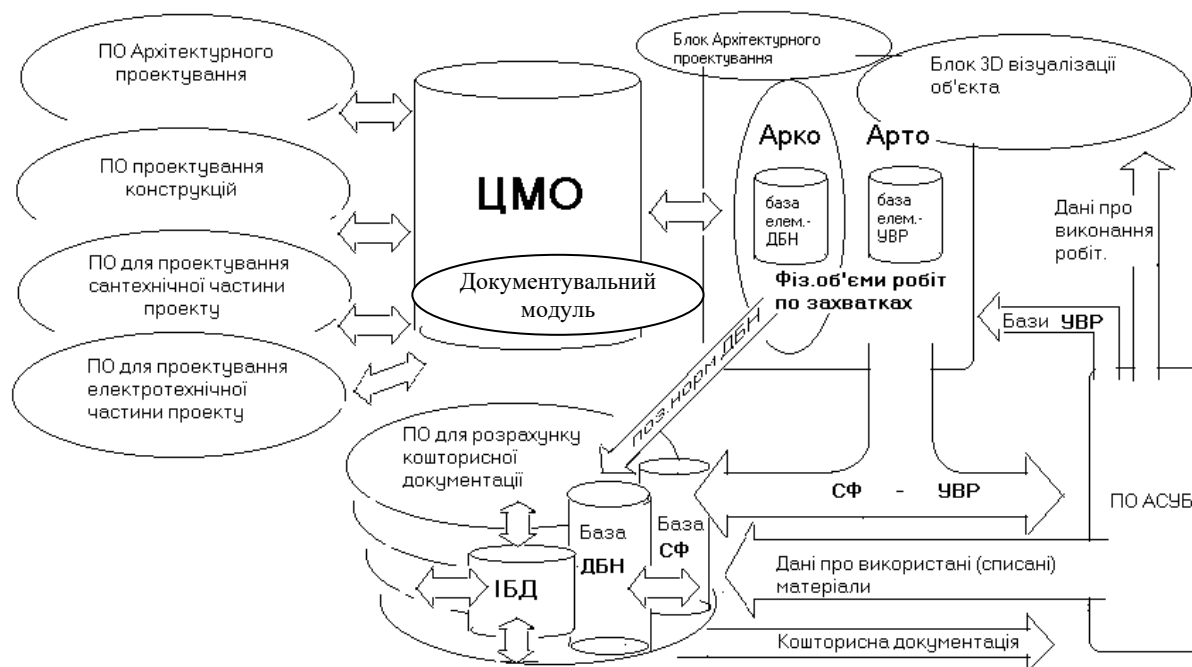 ПО Архітектурного
проектування
ПО проектування
конструкцій
ПО для проектування
сантехнічної частини
проекту
ПО для проектування
електротехнічної
частини проекту
ЦМО
Документувальний
модуль
Блок Архітектурного
проектування
Блок 3D візуалізації
об'єкта
Арко
Арто
база
елем.-
ДБН
база
елем.-
УВР
Фіз.об'єми робіт
по захватках
Дані про
виконання
робіт.
Бази УВР
поз.норм ДБН
ПО для розрахунку
кошторисної
документації
База
ДБН
База
СФ
ІБД
СФ - УВР
ПО АСУБ
Дані про використані (списані)
матеріали
Кошторисна документація